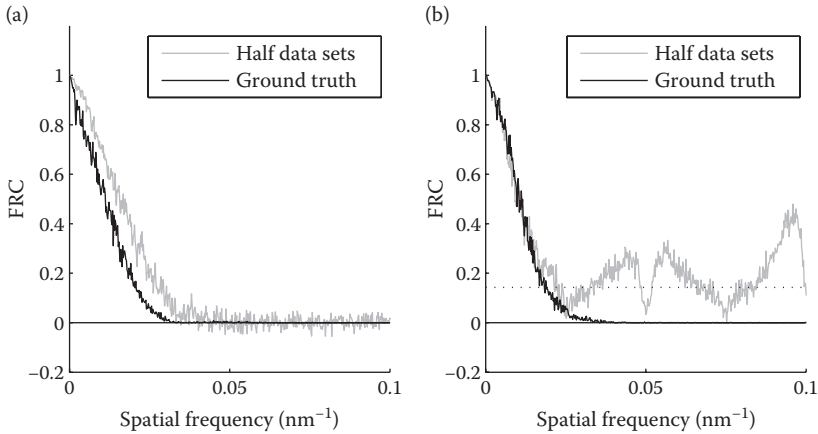 (a)
Half data sets
Ground truth
1
0.8
0.6
0.4
0.2
0
−0.2
FRC
0
0.05
0.1
Spatial frequency (nm−1)
(b)
Half data sets
Ground truth
1
0.8
0.6
0.4
0.2
0
−0.2
FRC
0
0.05
0.1
Spatial frequency (nm−1)